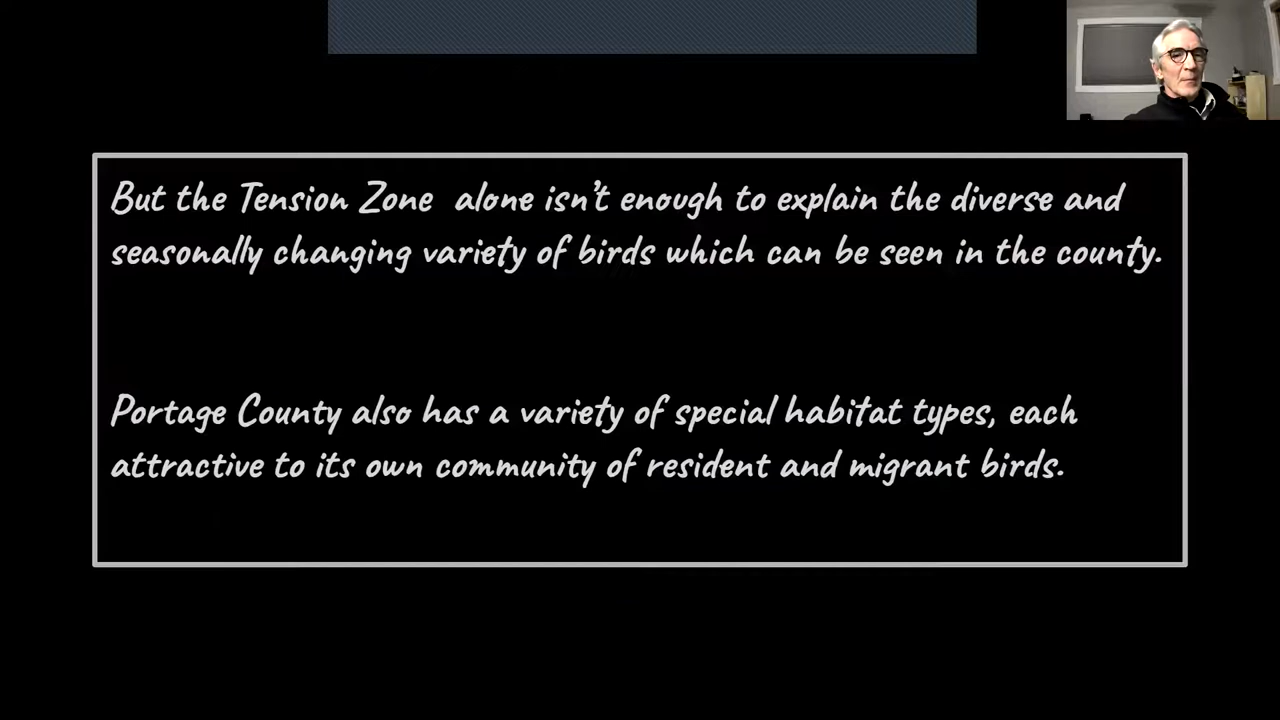 But the Tension Zone alone isn't enough to explain the diverse and
seasonally changing variety of birds which can be seen in the county.
Portage County also has a variety of special habitat types, each
attractive to its own community of resident and migrant birds.